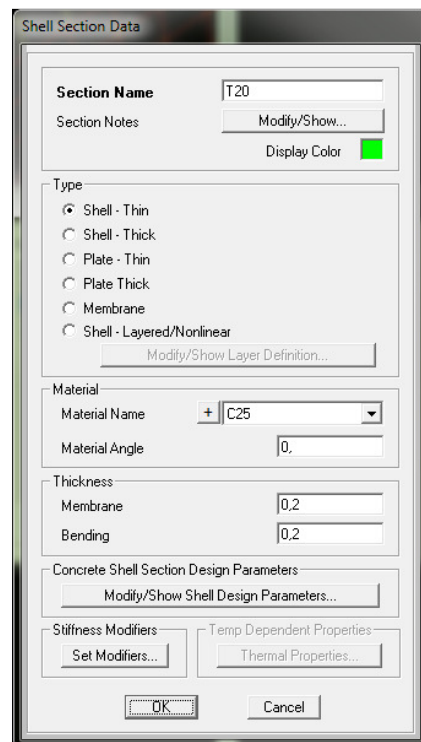 Shell Section Data
Section Name T20
Section Notes Modify/Show...
Display Color
Type
Shell - Thin
Shell - Thick
Plate - Thin
Plate Thick
Membrane
Shell - Layered/Nonlinear
Modify/Show Layer Definition...
Material
Material Name + C25
Material Angle 0,
Thickness
Membrane 0,2
Bending 0,2
Concrete Shell Section Design Parameters
Modify/Show Shell Design Parameters...
Stiffness Modifiers Temp Dependent Properties
Set Modifiers... Thermal Properties...
OK Cancel